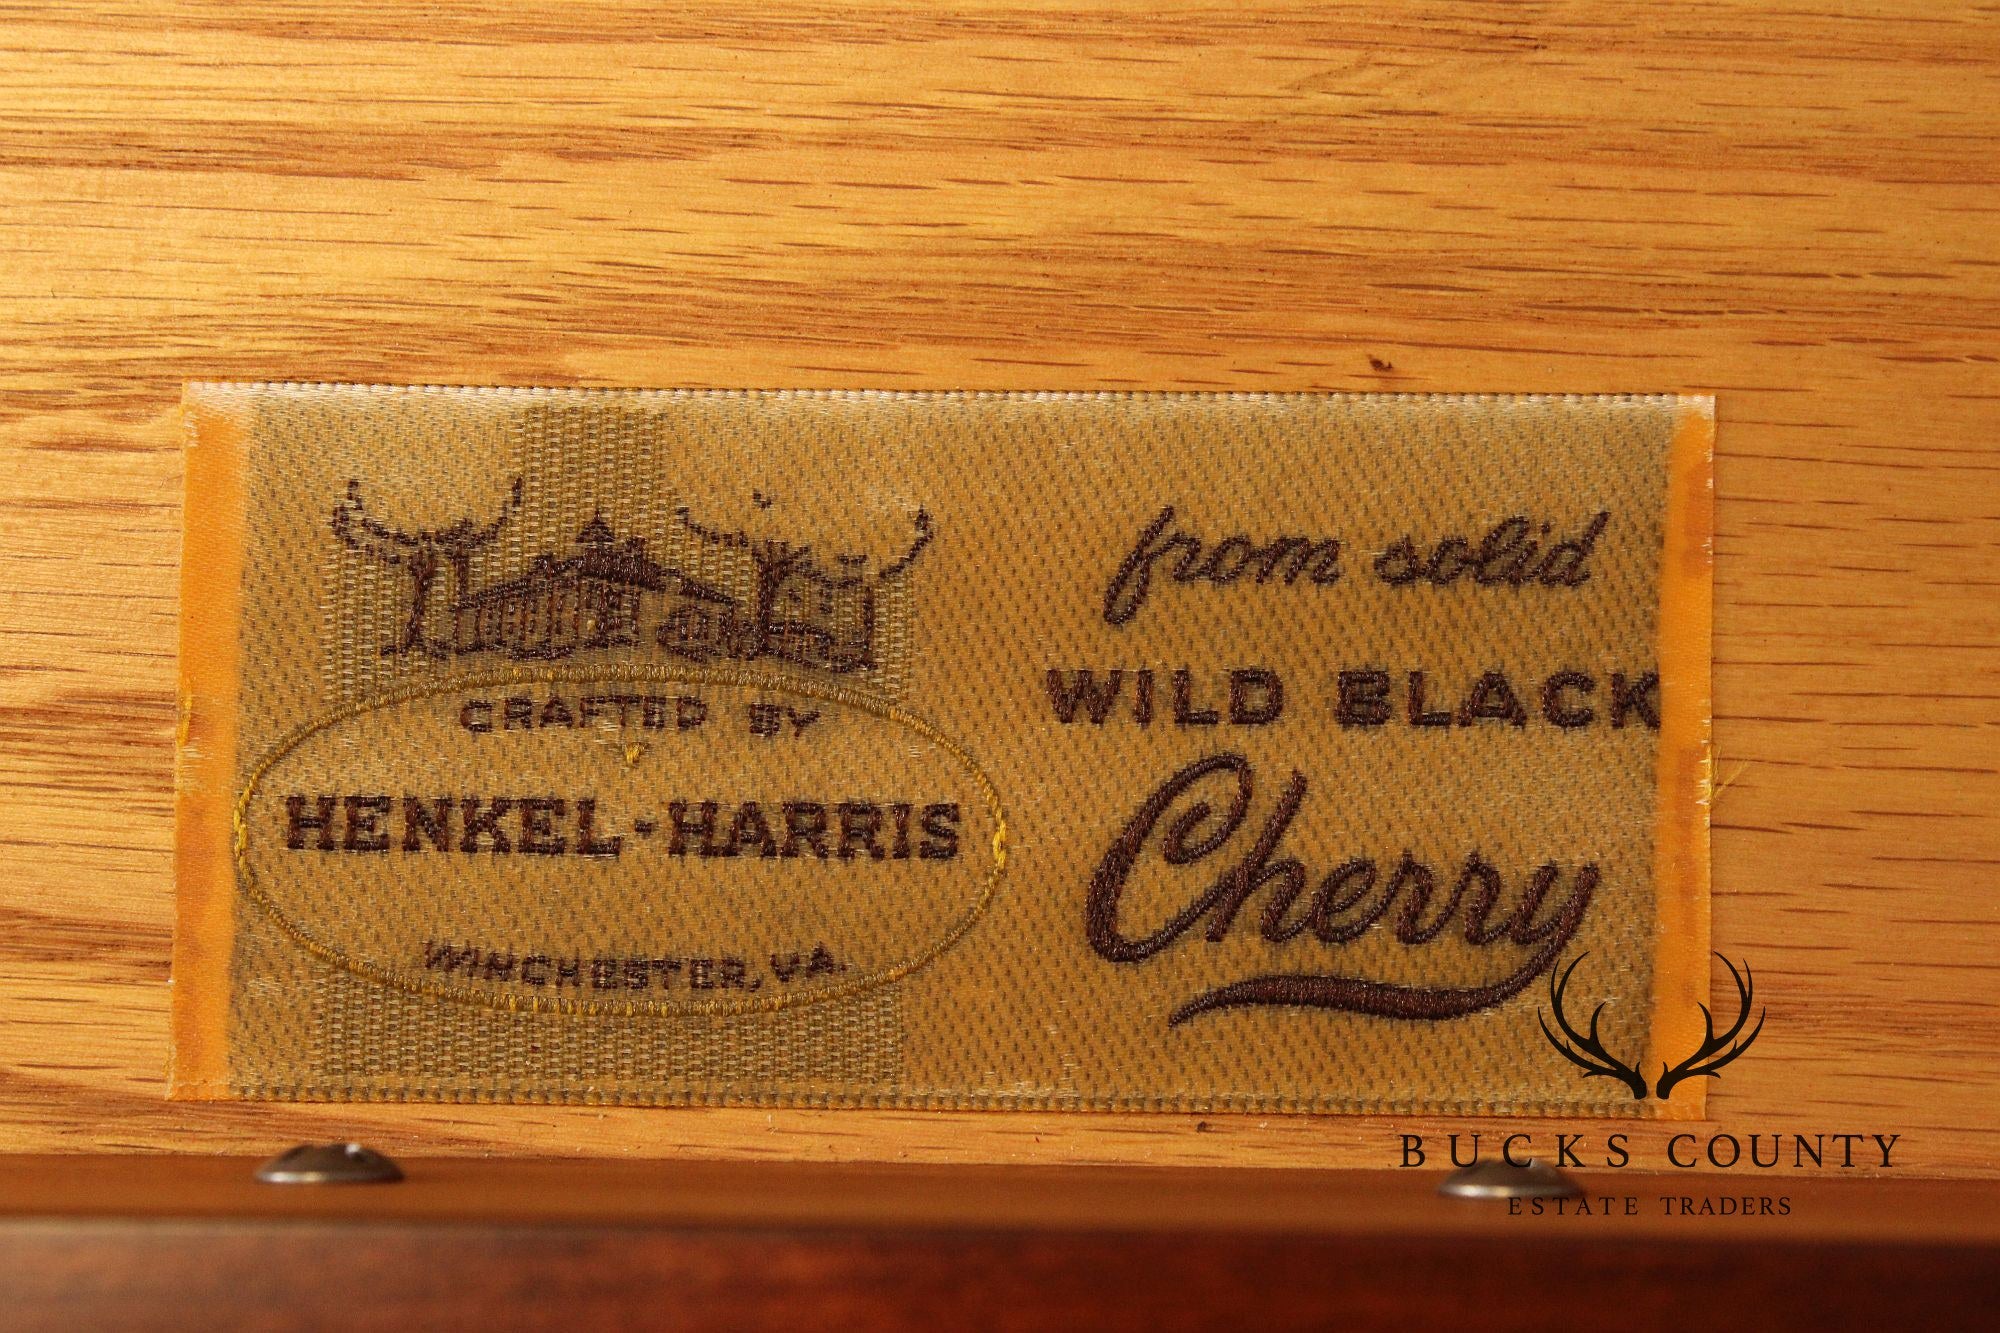 CRAFTED BY
HENKEL-HARRIS
WINCHESTER, VA.
from solid
WILD BLACK
Cherry
BUCKS COUNTY
ESTATE TRADERS